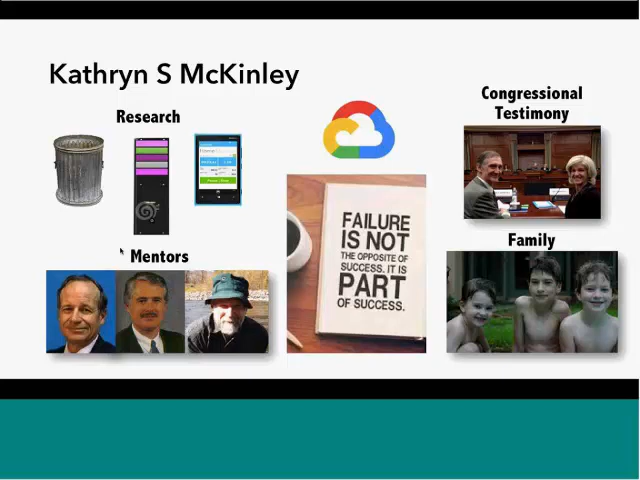 Kathryn S McKinley
Research
Congressional
Testimony
FAILURE
IS NOT
THE OPPOSITE OF
SUCCESS. IT IS
PART
OF SUCCESS.
Mentors
Family